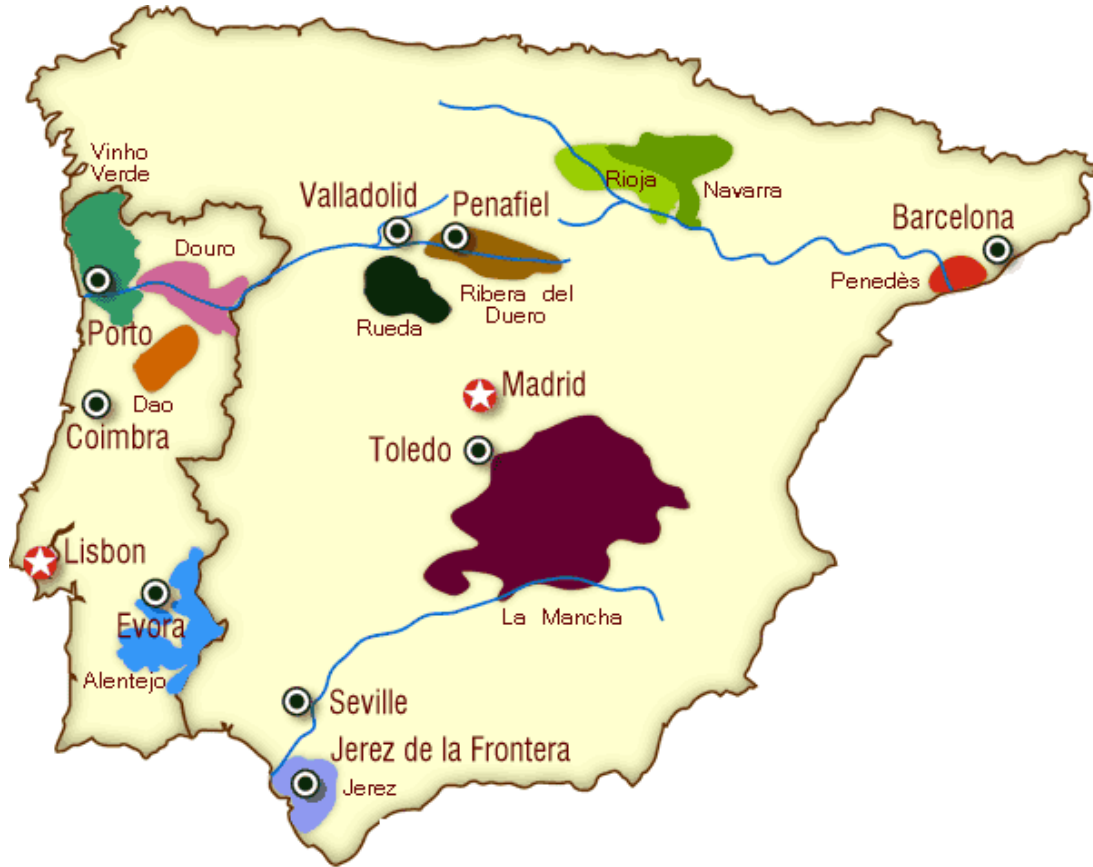 Vinho
Verde
Rioja
Navarra
Valladolid
Penafiel
Barcelona
Douro
Penedès
Ribera del
Duero
Rueda
Porto
Madrid
Dao
Coimbra
Toledo
Lisbon
La Mancha
Evora
Alentejo
Seville
Jerez de la Frontera
Jerez